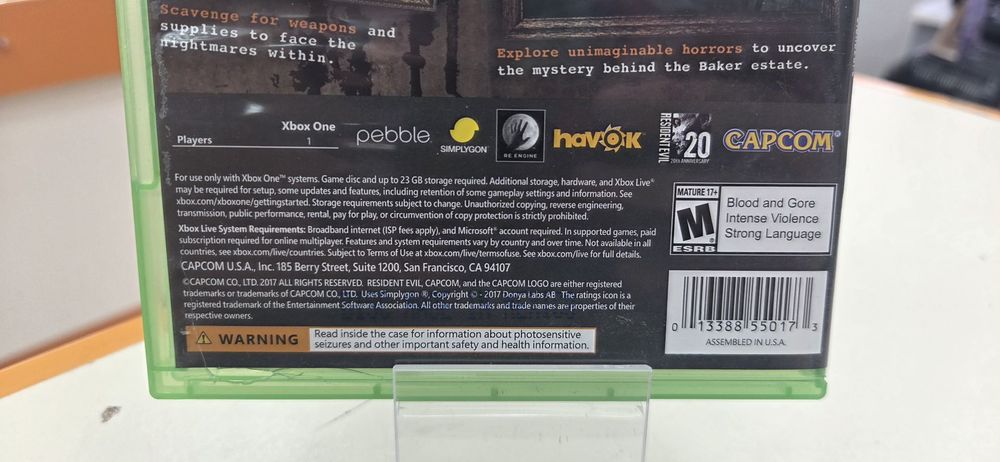 Scavenge for weapons and
supplies to face the
nightmares within.
Explore unimaginable horrors to uncover
the mystery behind the Baker estate.
Xbox One
Players 1
pebble
SIMPLYGON
RE ENGINE
havok
RESIDENT EVIL
20
20th ANNIVERSARY
CAPCOM
For use only with Xbox One™ systems. Game disc and up to 23 GB storage required. Additional storage, hardware, and Xbox Live®
may be required for setup, some updates and features, including retention of some gameplay settings and information. See
xbox.com/xboxone/gettingstarted. Storage requirements subject to change. Unauthorized copying, reverse engineering,
transmission, public performance, rental, pay for play, or circumvention of copy protection is strictly prohibited.
Xbox Live System Requirements: Broadband internet (ISP fees apply), and Microsoft® account required. In supported games, paid
subscription required for online multiplayer. Features and system requirements vary by country and over time. Not available in all
countries, see xbox.com/live/countries. Subject to Terms of Use at xbox.com/live/termsofuse. See xbox.com/live for full details.
CAPCOM U.S.A., Inc. 185 Berry Street, Suite 1200, San Francisco, CA 94107
©CAPCOM CO., LTD. 2017 ALL RIGHTS RESERVED. RESIDENT EVIL, CAPCOM, and the CAPCOM LOGO are either registered
trademarks or trademarks of CAPCOM CO., LTD. Uses Simplygon ®, Copyright © - 2017 Donya Labs AB The ratings icon is a
registered trademark of the Entertainment Software Association. All other trademarks and trade names are properties of their
respective owners.
MATURE 17+
M
ESRB
Blood and Gore
Intense Violence
Strong Language
0 13388 55017 3
ASSEMBLED IN U.S.A.
WARNING
Read inside the case for information about photosensitive
seizures and other important safety and health information.